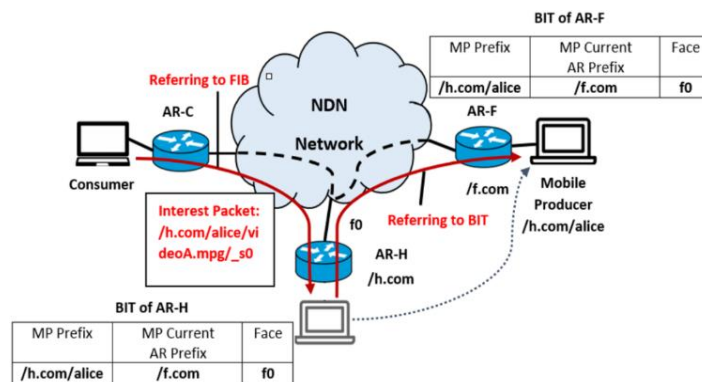 BIT of AR-F
MP Prefix MP Current AR Prefix Face
/h.com/alice /f.com f0
Referring to FIB
NDN
Network
AR-C
AR-F
Consumer
/f.com
Mobile
Producer
/h.com/alice
Interest Packet:
/h.com/alice/vi
deoA.mpg/_s0
Referring to BIT
f0
AR-H
/h.com
BIT of AR-H
MP Prefix MP Current AR Prefix Face
/h.com/alice /f.com f0